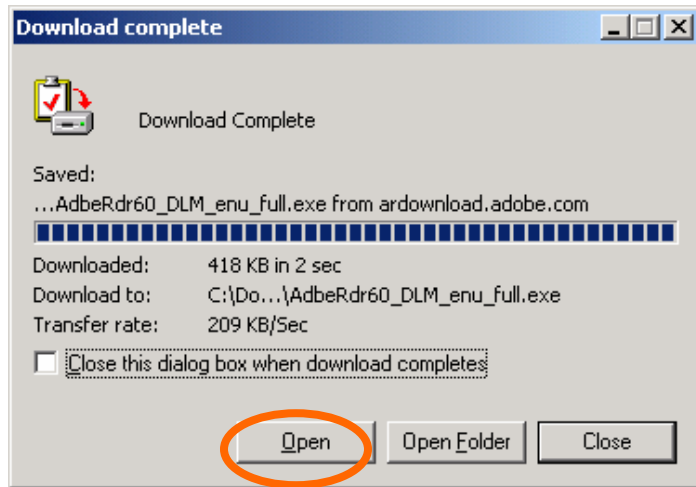 Download complete
Download Complete
Saved:
...AdbeRdr60_DLM_enu_full.exe from ardownload.adobe.com
Downloaded: 418 KB in 2 sec
Download to: C:\Do...\AdbeRdr60_DLM_enu_full.exe
Transfer rate: 209 KB/Sec
Close this dialog box when download completes
Open Open Folder Close